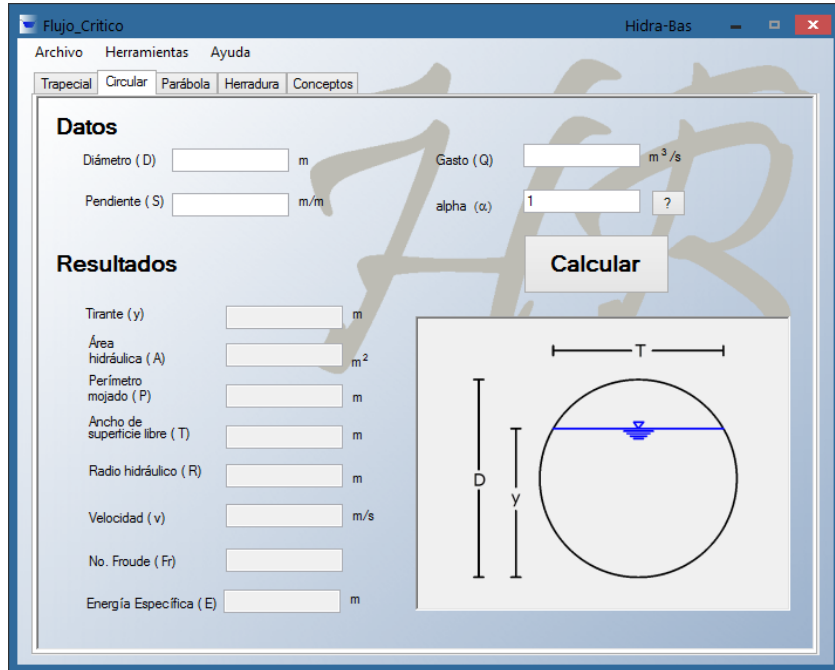 Flujo_Critico Hidra-Bas
Archivo Herramientas Ayuda
Trapecial Circular Parábola Herradura Conceptos
HR
Datos
Diámetro ( D ) m Gasto ( Q ) m³/s
Pendiente ( S ) m/m alpha (α) 1 ?
Calcular
Resultados
Tirante ( y ) m
Área
hidráulica ( A ) m²
Perímetro
mojado ( P ) m
Ancho de
superficie libre ( T ) m
Radio hidráulico ( R ) m
Velocidad ( v ) m/s
No. Froude ( Fr )
Energía Específica ( E ) m
T
D
y